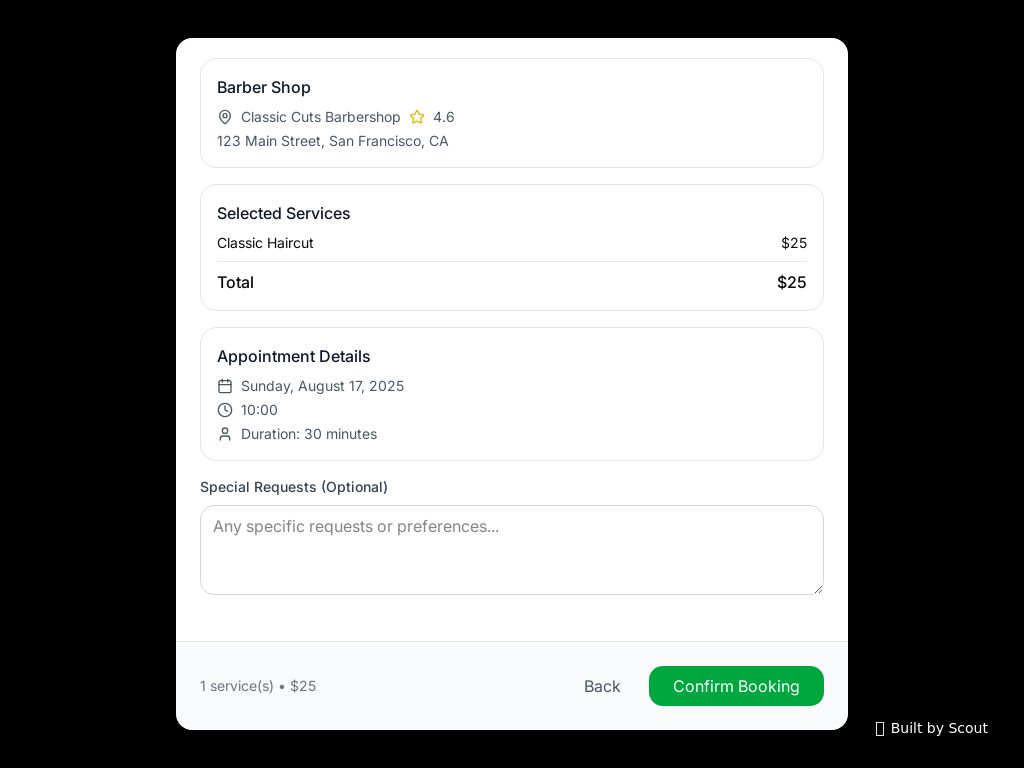 Barber Shop
Classic Cuts Barbershop 4.6
123 Main Street, San Francisco, CA
Selected Services
Classic Haircut $25
Total $25
Appointment Details
Sunday, August 17, 2025
10:00
Duration: 30 minutes
Special Requests (Optional)
Any specific requests or preferences...
1 service(s) • $25 Back Confirm Booking
Built by Scout